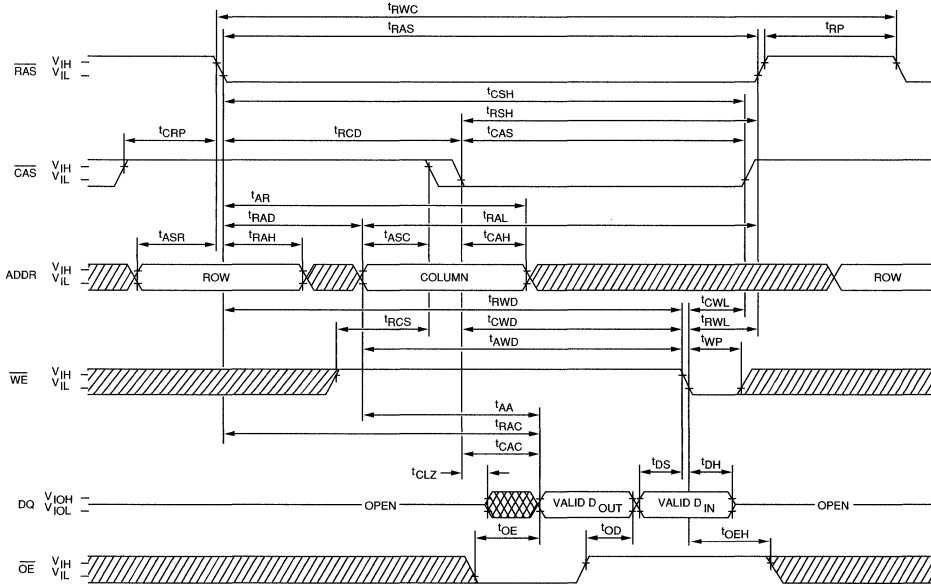 tRWC
tRAS tRP
RAS VIH
VIL
tCSH
tRSH
tCRP tRCD tCAS
CAS VIH
VIL
tAR
tRAD tRAL
tASR tRAH tASC tCAH
ADDR VIH
VIL ROW COLUMN ROW
tRWD tCWL
tRCS tCWD tRWL
tAWD tWP
WE VIH
VIL
tAA
tRAC
tCAC
tCLZ tDS tDH
DQ VIOH
VIOL OPEN VALID DOUT VALID DIN OPEN
tOE tOD tOEH
OE VIH
VIL